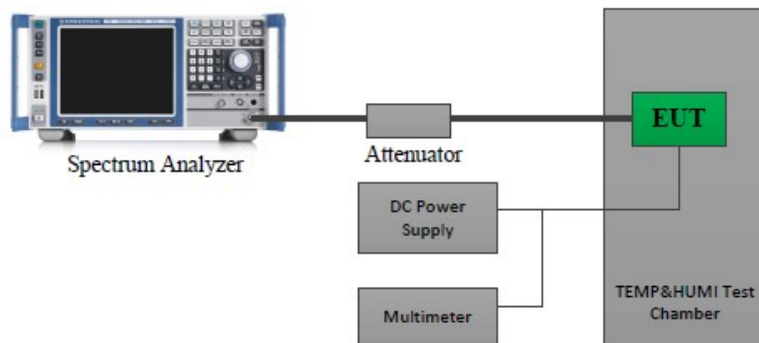 EUT
Spectrum Analyzer
Attenuator
DC Power
Supply
Multimeter
TEMP&HUMI Test
Chamber